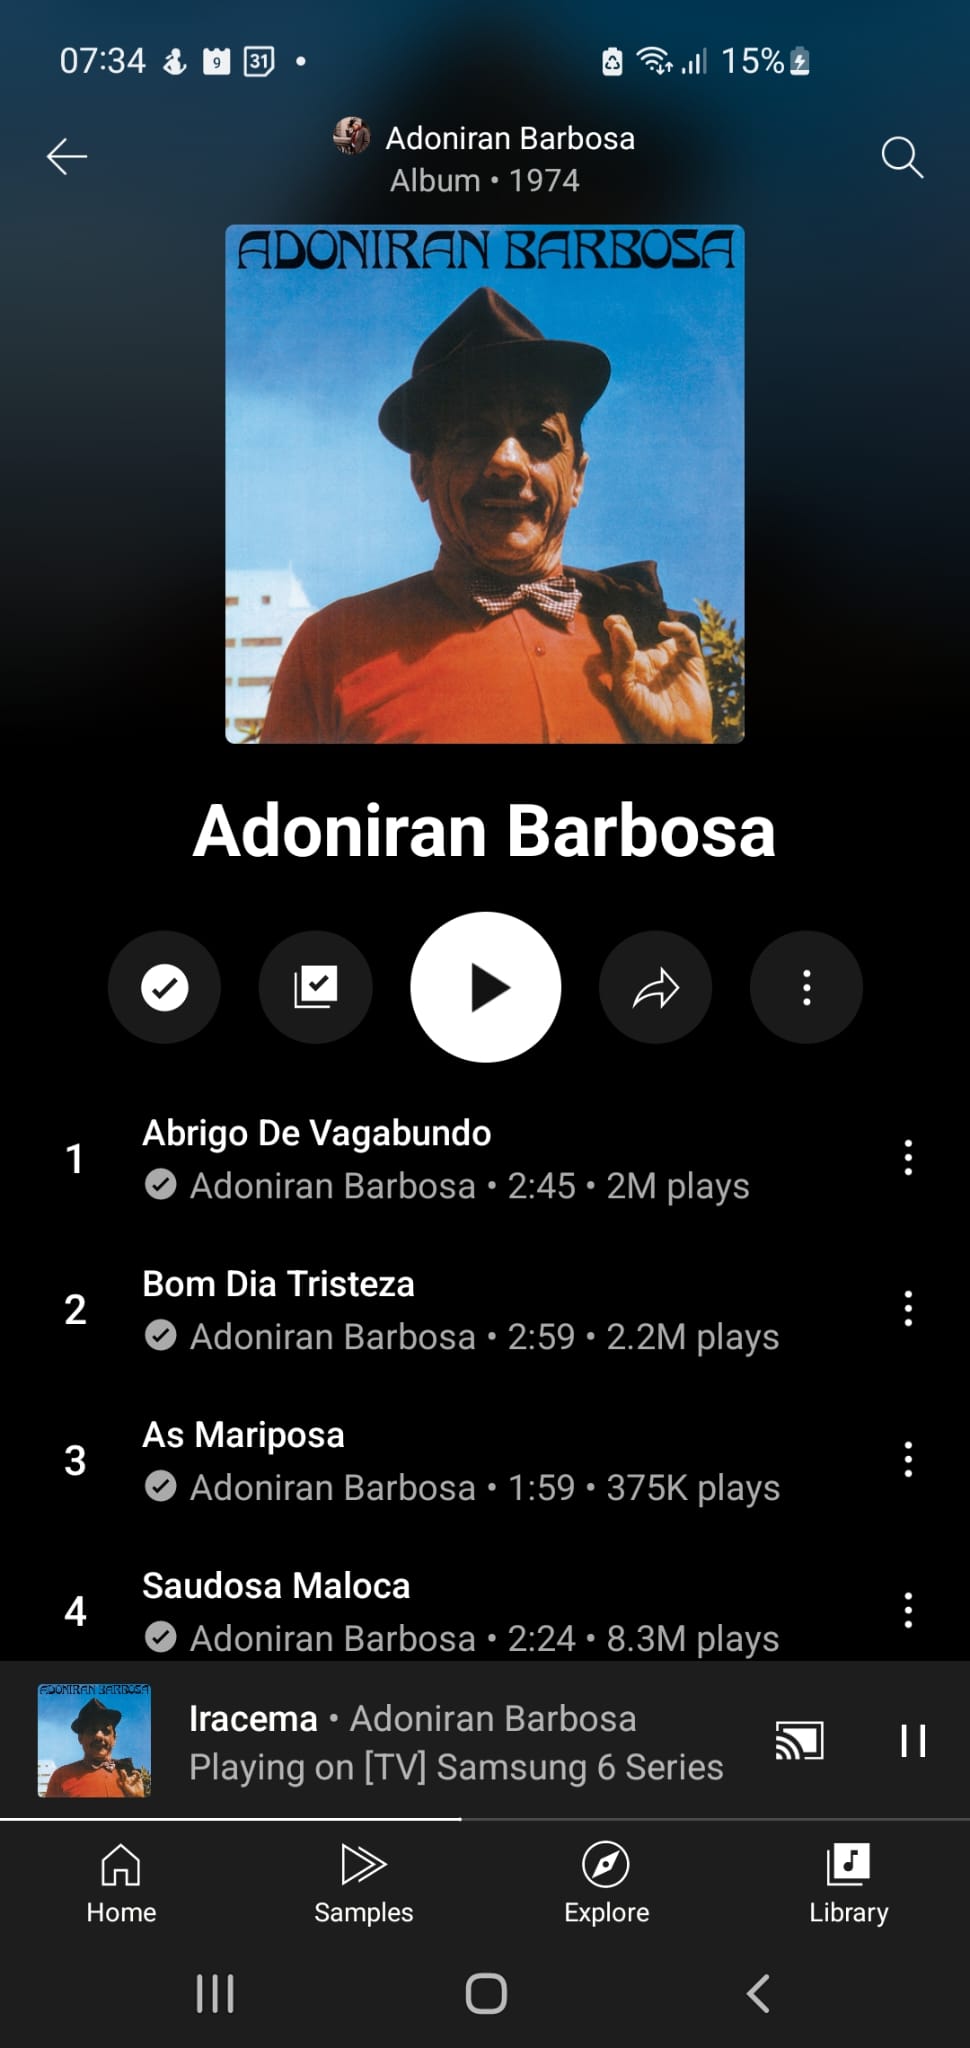 07:34 9 31 • 15%
Adoniran Barbosa
Album • 1974
ADONIRAN BARBOSA
Adoniran Barbosa
1
Abrigo De Vagabundo
Adoniran Barbosa • 2:45 • 2M plays
2
Bom Dia Tristeza
Adoniran Barbosa • 2:59 • 2.2M plays
3
As Mariposa
Adoniran Barbosa • 1:59 • 375K plays
4
Saudosa Maloca
Adoniran Barbosa • 2:24 • 8.3M plays
ADONIRAN BARBOSA
Iracema • Adoniran Barbosa
Playing on [TV] Samsung 6 Series
Home Samples Explore Library